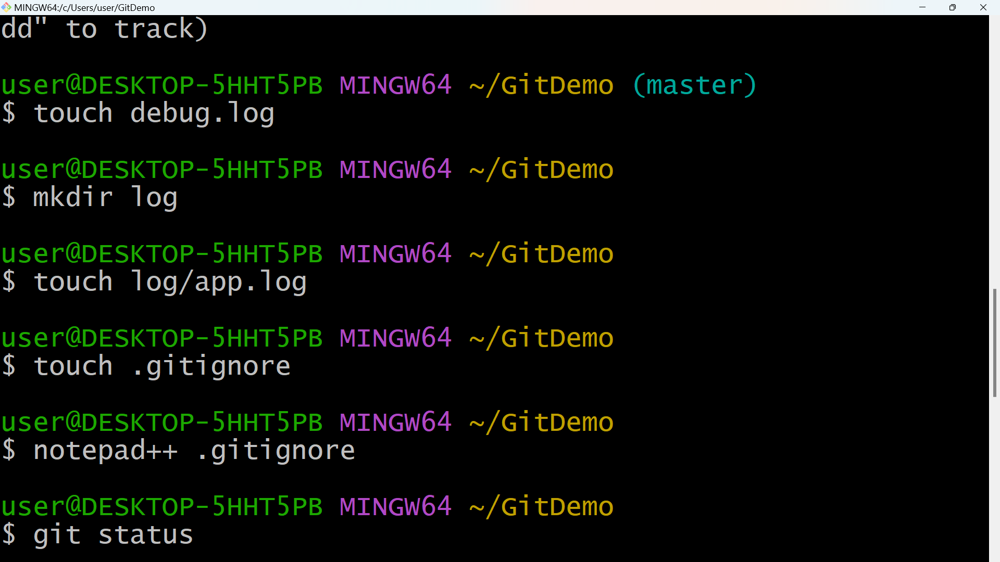 MINGW64:/c/Users/user/GitDemo
dd" to track)
user@DESKTOP-5HHT5PB MINGW64 ~/GitDemo (master)
$ touch debug.log
user@DESKTOP-5HHT5PB MINGW64 ~/GitDemo
$ mkdir log
user@DESKTOP-5HHT5PB MINGW64 ~/GitDemo
$ touch log/app.log
user@DESKTOP-5HHT5PB MINGW64 ~/GitDemo
$ touch .gitignore
user@DESKTOP-5HHT5PB MINGW64 ~/GitDemo
$ notepad++ .gitignore
user@DESKTOP-5HHT5PB MINGW64 ~/GitDemo
$ git status